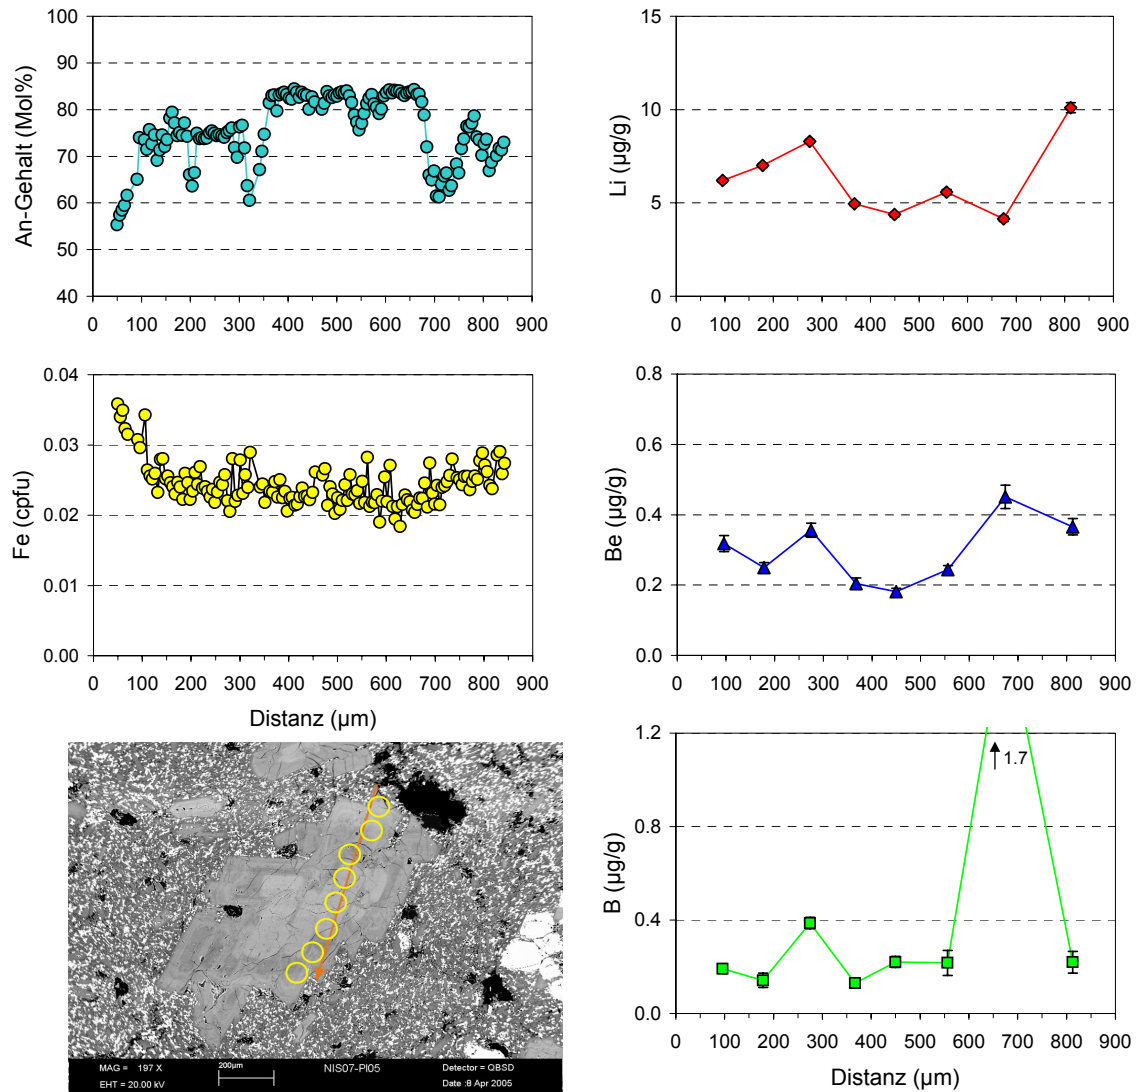 100
90
80
70
60
50
40
An-Gehalt (Mol%)
0 100 200 300 400 500 600 700 800 900
15
10
5
0
Li (µg/g)
0 100 200 300 400 500 600 700 800 900
0.04
0.03
0.02
0.01
0.00
Fe (cpfu)
0 100 200 300 400 500 600 700 800 900
Distanz (µm)
0.8
0.6
0.4
0.2
0.0
Be (µg/g)
0 100 200 300 400 500 600 700 800 900
MAG = 197 X
EHT = 20.00 kV
200µm
NIS07-Pl05
Detector = QBSD
Date :8 Apr 2005
1.2
0.8
0.4
0.0
B (µg/g)
1.7
0 100 200 300 400 500 600 700 800 900
Distanz (µm)